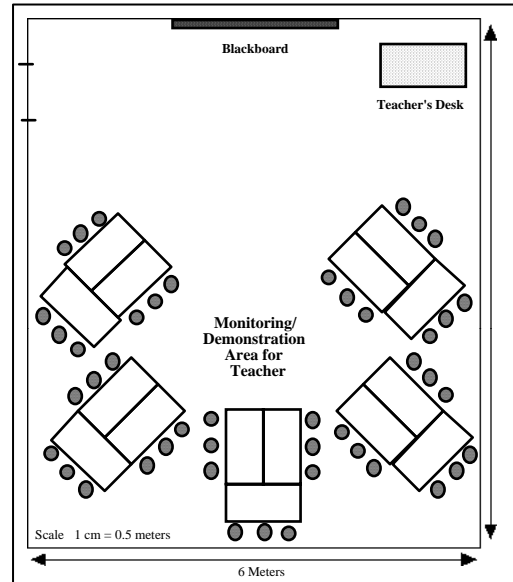 Blackboard
Teacher's Desk
Monitoring/
Demonstration
Area for
Teacher
Scale 1 cm = 0.5 meters
6 Meters